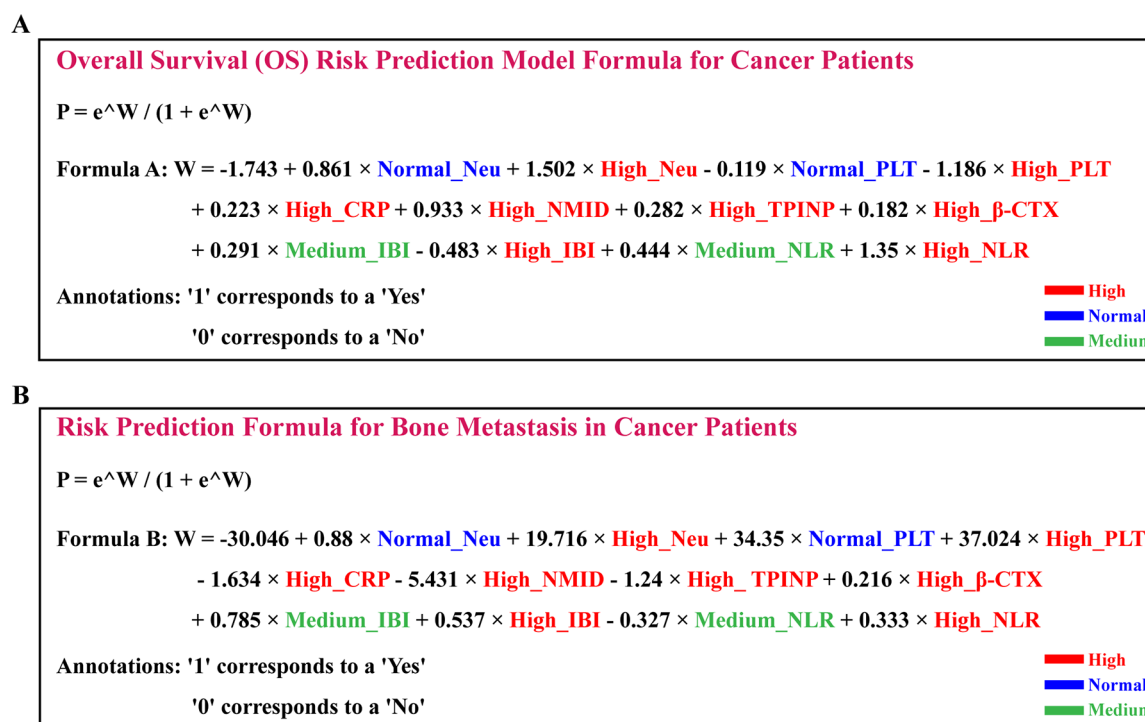 A
Overall Survival (OS) Risk Prediction Model Formula for Cancer Patients
P = e^W / (1 + e^W)
Formula A: W = -1.743 + 0.861 × Normal_Neu + 1.502 × High_Neu - 0.119 × Normal_PLT - 1.186 × High_PLT
+ 0.223 × High_CRP + 0.933 × High_NMID + 0.282 × High_TPINP + 0.182 × High_β-CTX
+ 0.291 × Medium_IBI - 0.483 × High_IBI + 0.444 × Medium_NLR + 1.35 × High_NLR
Annotations: '1' corresponds to a 'Yes'
'0' corresponds to a 'No'
High
Normal
Medium
B
Risk Prediction Formula for Bone Metastasis in Cancer Patients
P = e^W / (1 + e^W)
Formula B: W = -30.046 + 0.88 × Normal_Neu + 19.716 × High_Neu + 34.35 × Normal_PLT + 37.024 × High_PLT
- 1.634 × High_CRP - 5.431 × High_NMID - 1.24 × High_ TPINP + 0.216 × High_β-CTX
+ 0.785 × Medium_IBI + 0.537 × High_IBI - 0.327 × Medium_NLR + 0.333 × High_NLR
Annotations: '1' corresponds to a 'Yes'
'0' corresponds to a 'No'
High
Normal
Medium